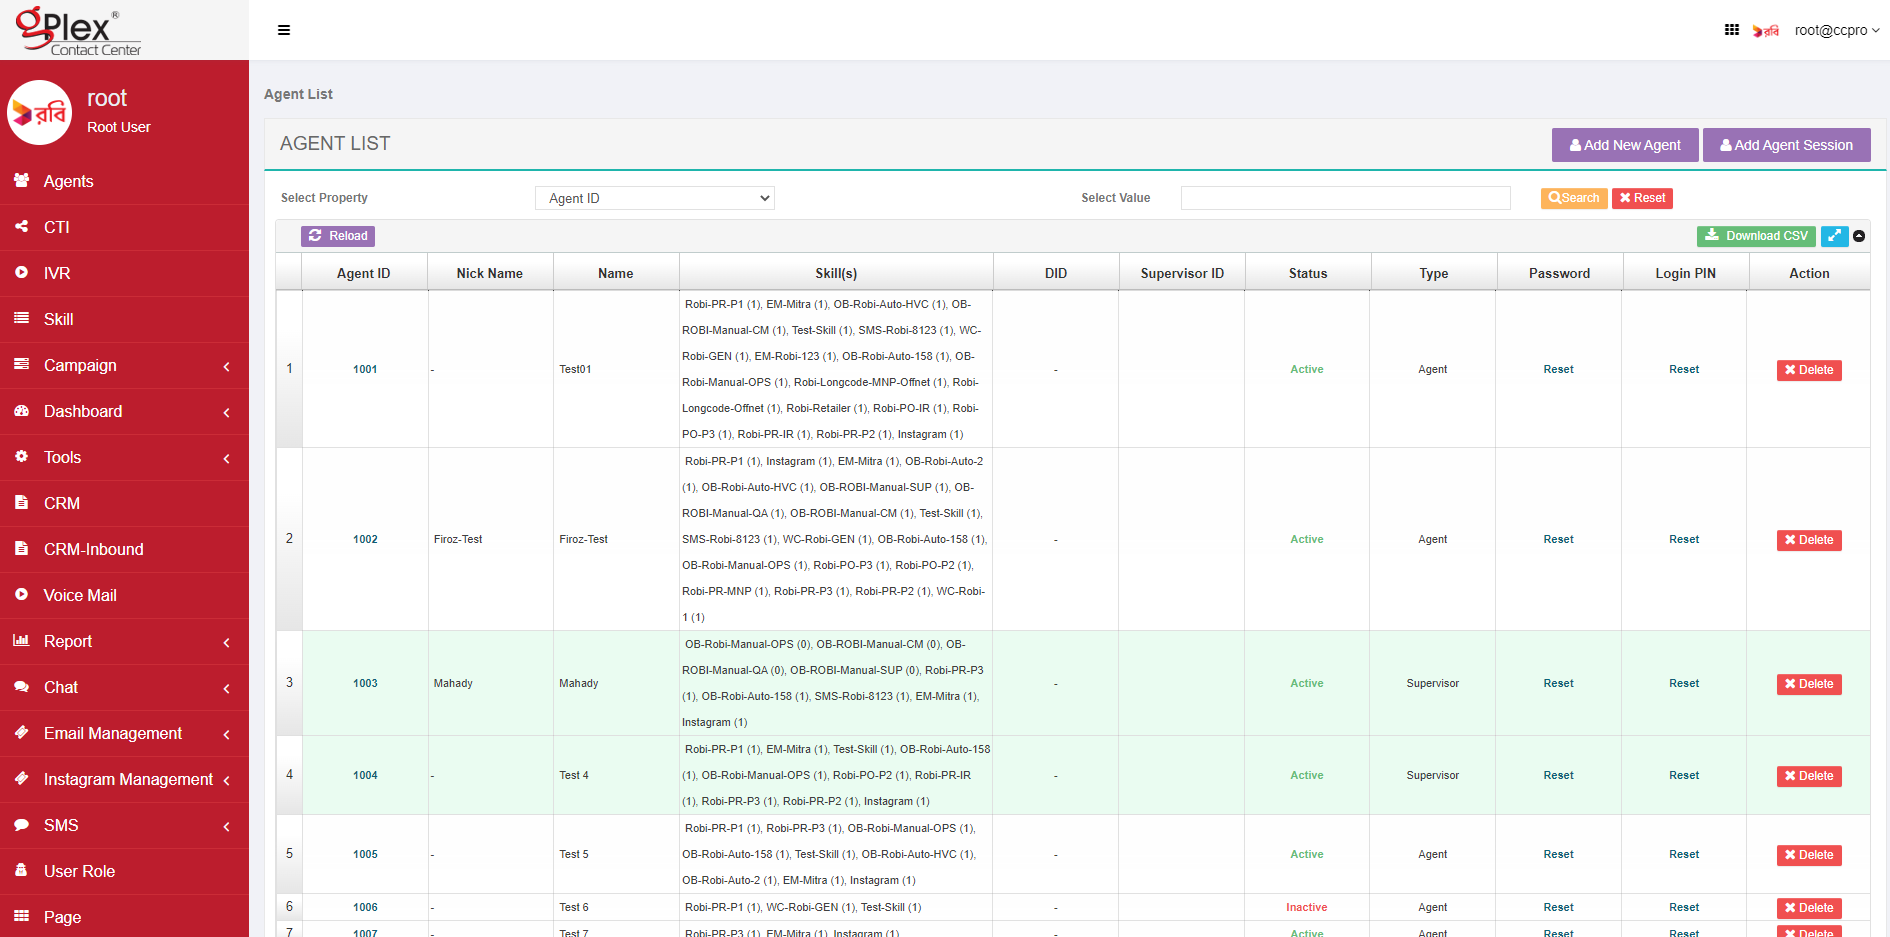 gPlex®
Contact Center
রবি
root@ccpro
রবি
root
Root User
Agents
CTI
IVR
Skill
Campaign
Dashboard
Tools
CRM
CRM-Inbound
Voice Mail
Report
Chat
Email Management
Instagram Management
SMS
User Role
Page
Agent List
AGENT LIST
Add New Agent Add Agent Session
Select Property Agent ID Select Value Search Reset
Reload Download CSV
Agent ID Nick Name Name Skill(s) DID Supervisor ID Status Type Password Login PIN Action
Robi-PR-P1 (1), EM-Mitra (1), OB-Robi-Auto-HVC (1), OB-
ROBI-Manual-CM (1), Test-Skill (1), SMS-Robi-8123 (1), WC-
Robi-GEN (1), EM-Robi-123 (1), OB-Robi-Auto-158 (1), OB-
1 1001 - Test01 - Active Agent Reset Reset Delete
Robi-Manual-OPS (1), Robi-Longcode-MNP-Offnet (1), Robi-
Longcode-Offnet (1), Robi-Retailer (1), Robi-PO-IR (1), Robi-
PO-P3 (1), Robi-PR-IR (1), Robi-PR-P2 (1), Instagram (1)
Robi-PR-P1 (1), Instagram (1), EM-Mitra (1), OB-Robi-Auto-2
(1), OB-Robi-Auto-HVC (1), OB-ROBI-Manual-SUP (1), OB-
ROBI-Manual-QA (1), OB-ROBI-Manual-CM (1), Test-Skill (1),
2 1002 Firoz-Test Firoz-Test SMS-Robi-8123 (1), WC-Robi-GEN (1), OB-Robi-Auto-158 (1), - Active Agent Reset Reset Delete
OB-Robi-Manual-OPS (1), Robi-PO-P3 (1), Robi-PO-P2 (1),
Robi-PR-MNP (1), Robi-PR-P3 (1), Robi-PR-P2 (1), WC-Robi-
1 (1)
OB-Robi-Manual-OPS (0), OB-ROBI-Manual-CM (0), OB-
ROBI-Manual-QA (0), OB-ROBI-Manual-SUP (0), Robi-PR-P3
3 1003 Mahady Mahady - Active Supervisor Reset Reset Delete
(1), OB-Robi-Auto-158 (1), SMS-Robi-8123 (1), EM-Mitra (1),
Instagram (1)
Robi-PR-P1 (1), EM-Mitra (1), Test-Skill (1), OB-Robi-Auto-158
4 1004 - Test 4 (1), OB-Robi-Manual-OPS (1), Robi-PO-P2 (1), Robi-PR-IR - Active Supervisor Reset Reset Delete
(1), Robi-PR-P3 (1), Robi-PR-P2 (1), Instagram (1)
Robi-PR-P1 (1), Robi-PR-P3 (1), OB-Robi-Manual-OPS (1),
5 1005 - Test 5 OB-Robi-Auto-158 (1), Test-Skill (1), OB-Robi-Auto-HVC (1), - Active Agent Reset Reset Delete
OB-Robi-Auto-2 (1), EM-Mitra (1), Instagram (1)
6 1006 - Test 6 Robi-PR-P1 (1), WC-Robi-GEN (1), Test-Skill (1) - Inactive Agent Reset Reset Delete
7 1007 - Test 7 Robi-PR-P3 (1), EM-Mitra (1), Instagram (1) - Active Agent Reset Reset Delete